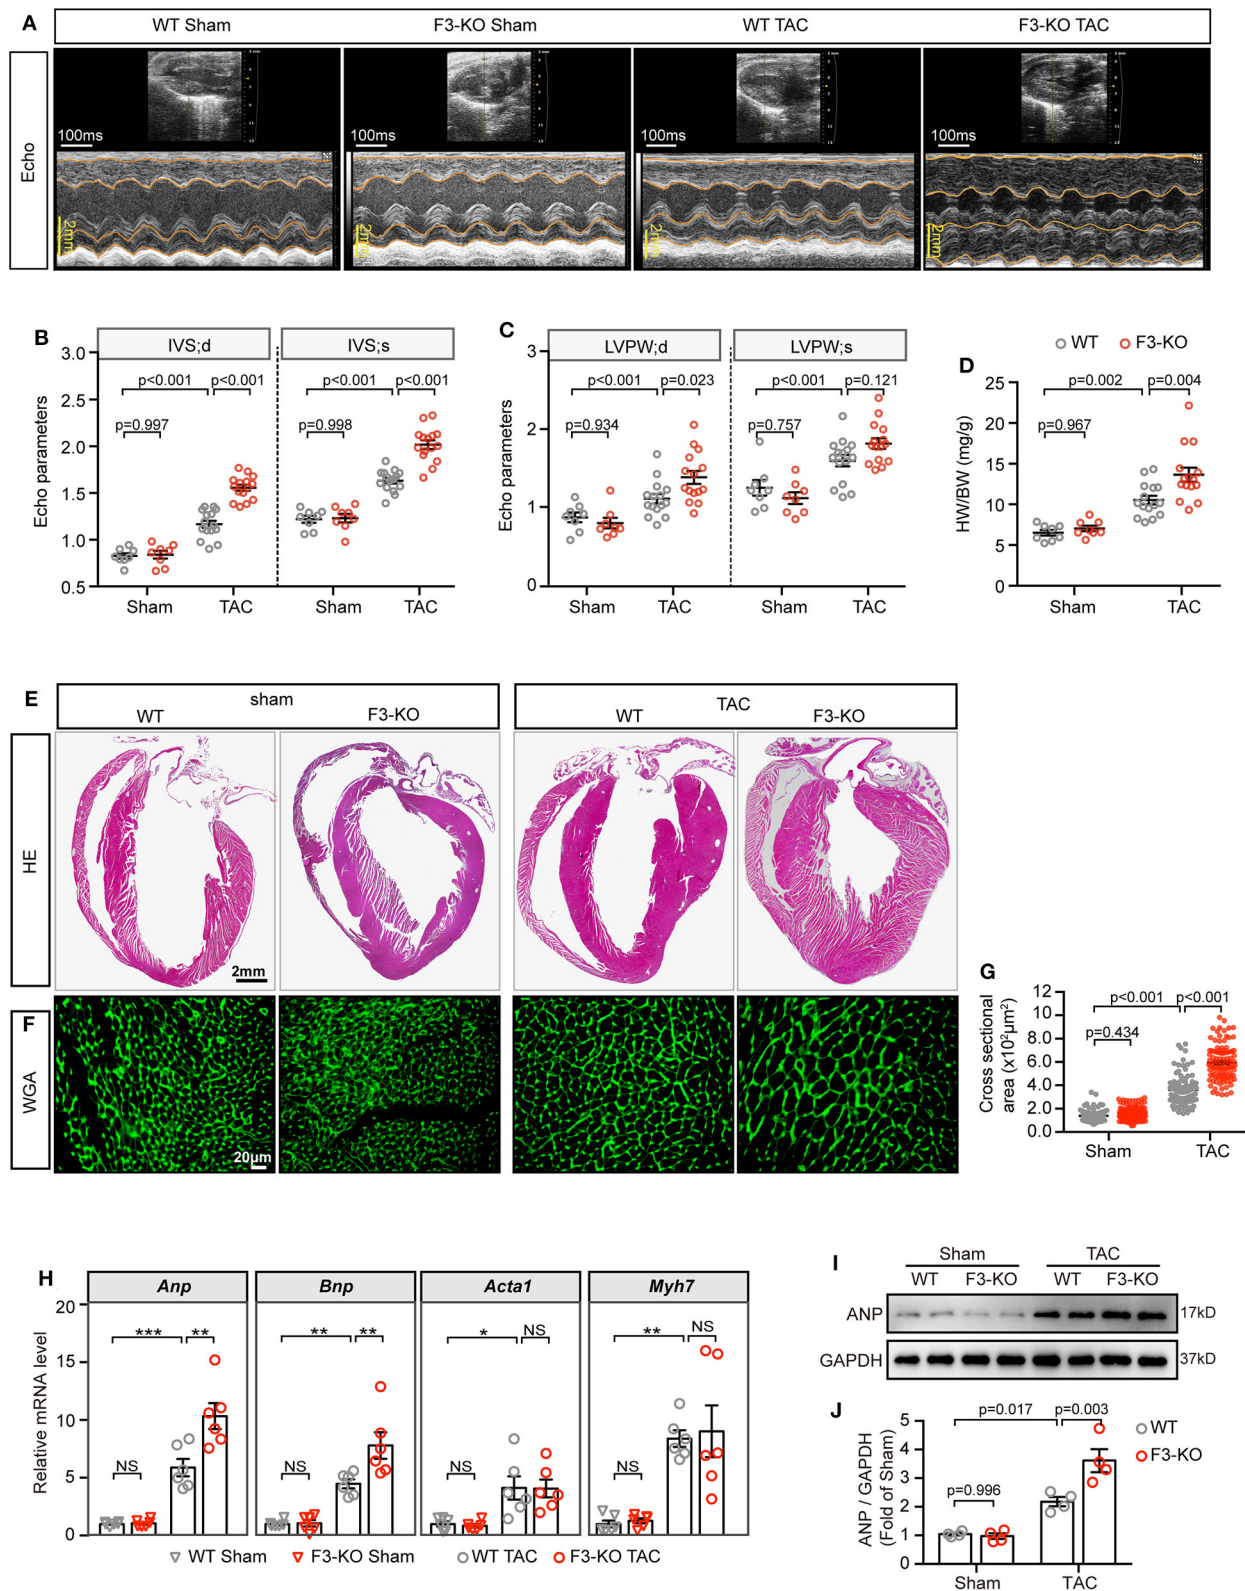 A
WT Sham
F3-KO Sham
WT TAC
F3-KO TAC
Echo
100ms
100ms
100ms
100ms
2mm
2mm
2mm
2mm
B
IVS;d
IVS;s
Echo parameters
3.0
2.5
2.0
1.5
1.0
0.5
p<0.001
p<0.001
p=0.997
p<0.001
p<0.001
p=0.998
Sham
TAC
Sham
TAC
C
LVPW;d
LVPW;s
Echo parameters
3
2
1
0
p<0.001
p=0.023
p=0.934
p<0.001
p=0.121
p=0.757
Sham
TAC
Sham
TAC
WT
F3-KO
D
HW/BW (mg/g)
25
20
15
10
5
0
p=0.002
p=0.004
p=0.967
Sham
TAC
E
sham
WT
F3-KO
TAC
WT
F3-KO
HE
2mm
F
WGA
20μm
G
Cross sectional
area (x10²μm²)
12
10
8.0
6.0
4.0
2.0
0.0
p<0.001
p<0.001
p=0.434
Sham
TAC
H
Anp
Bnp
Acta1
Myh7
Relative mRNA level
20
15
10
5
0
***
**
NS
**
**
NS
*
NS
NS
**
NS
NS
WT Sham
F3-KO Sham
WT TAC
F3-KO TAC
I
Sham
TAC
WT
F3-KO
WT
F3-KO
ANP
17kD
GAPDH
37kD
J
ANP / GAPDH
(Fold of Sham)
5
4
3
2
1
0
p=0.017
p=0.003
p=0.996
WT
F3-KO
Sham
TAC